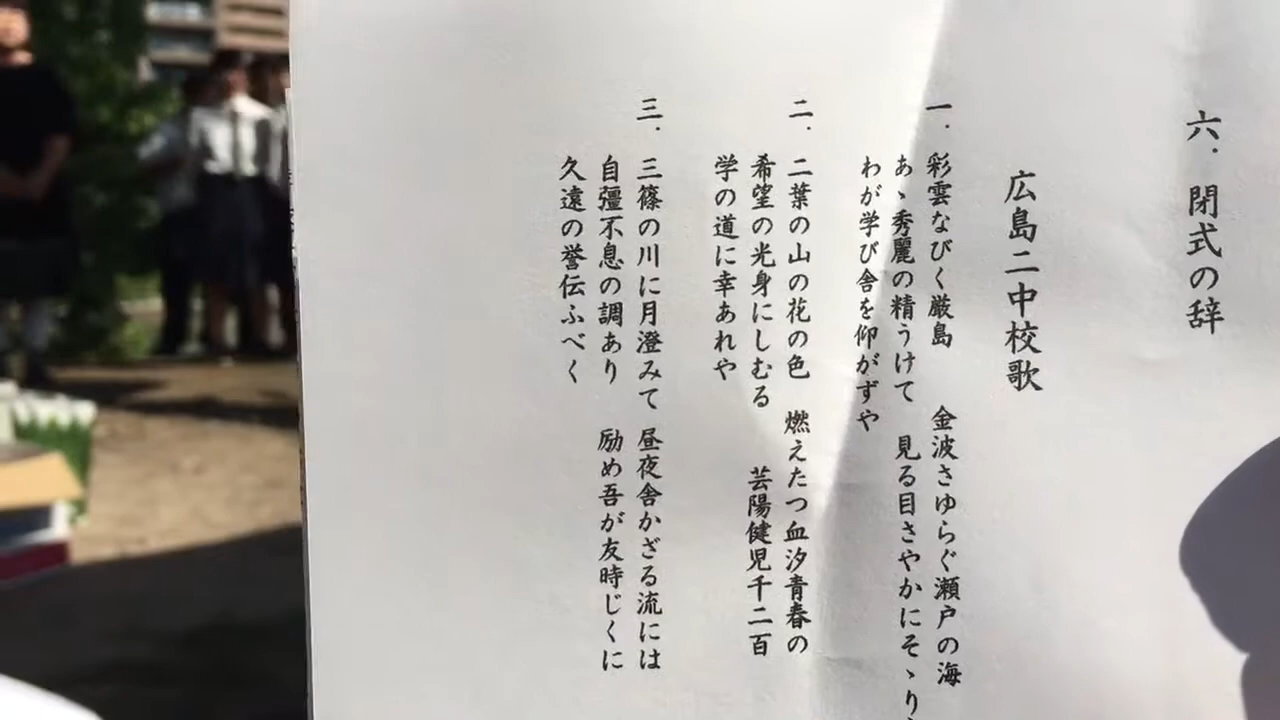 六． 閉式の辞
広島二中校歌
一． 彩雲なびく厳島 金波さゆらぐ瀬戸の海
あゝ秀麗の精うけて 見る目さやかにそゝり
わが学び舎を仰がずや
二． 二葉の山の花の色 燃えたつ血汐青春の
希望の光身にしむる 芸陽健児千二百
学の道に幸あれや
三． 三篠の川に月澄みて 昼夜舎かざる流には
自彊不息の調あり 励め吾が友時じくに
久遠の誉伝ふべく